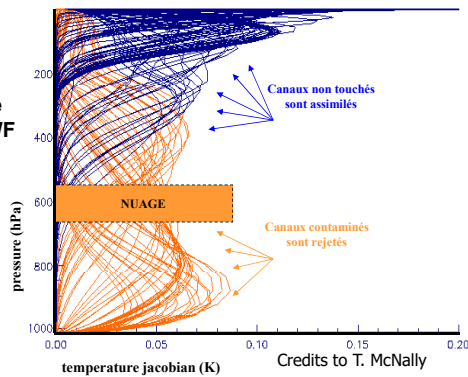 200
Canaux non touchés
sont assimilés
e
WF
400
NUAGE
600
Canaux contaminés
sont rejetés
pressure (hPa)
800
1000
0.00 0.05 0.10 0.15 0.20
temperature jacobian (K)
Credits to T. McNally